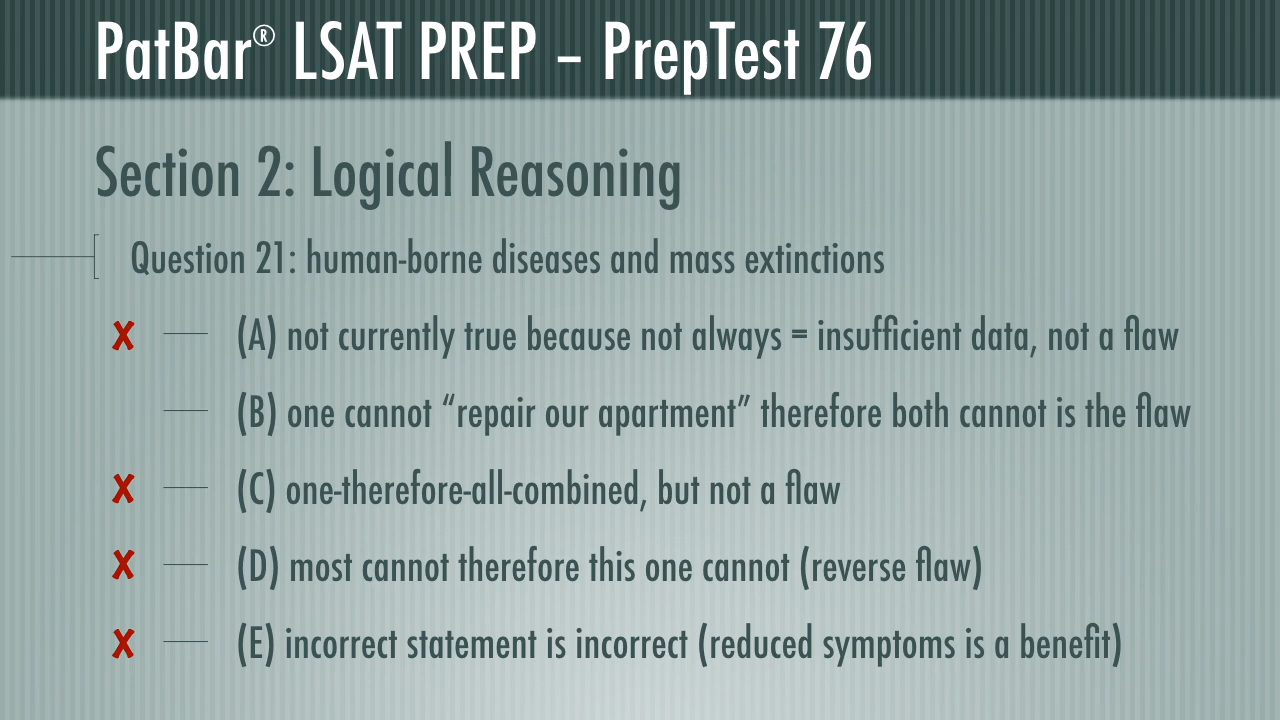 PatBar® LSAT PREP – PrepTest 76
Section 2: Logical Reasoning
Question 21: human-borne diseases and mass extinctions
✗ (A) not currently true because not always = insufficient data, not a flaw
(B) one cannot “repair our apartment” therefore both cannot is the flaw
✗ (C) one-therefore-all-combined, but not a flaw
✗ (D) most cannot therefore this one cannot (reverse flaw)
✗ (E) incorrect statement is incorrect (reduced symptoms is a benefit)